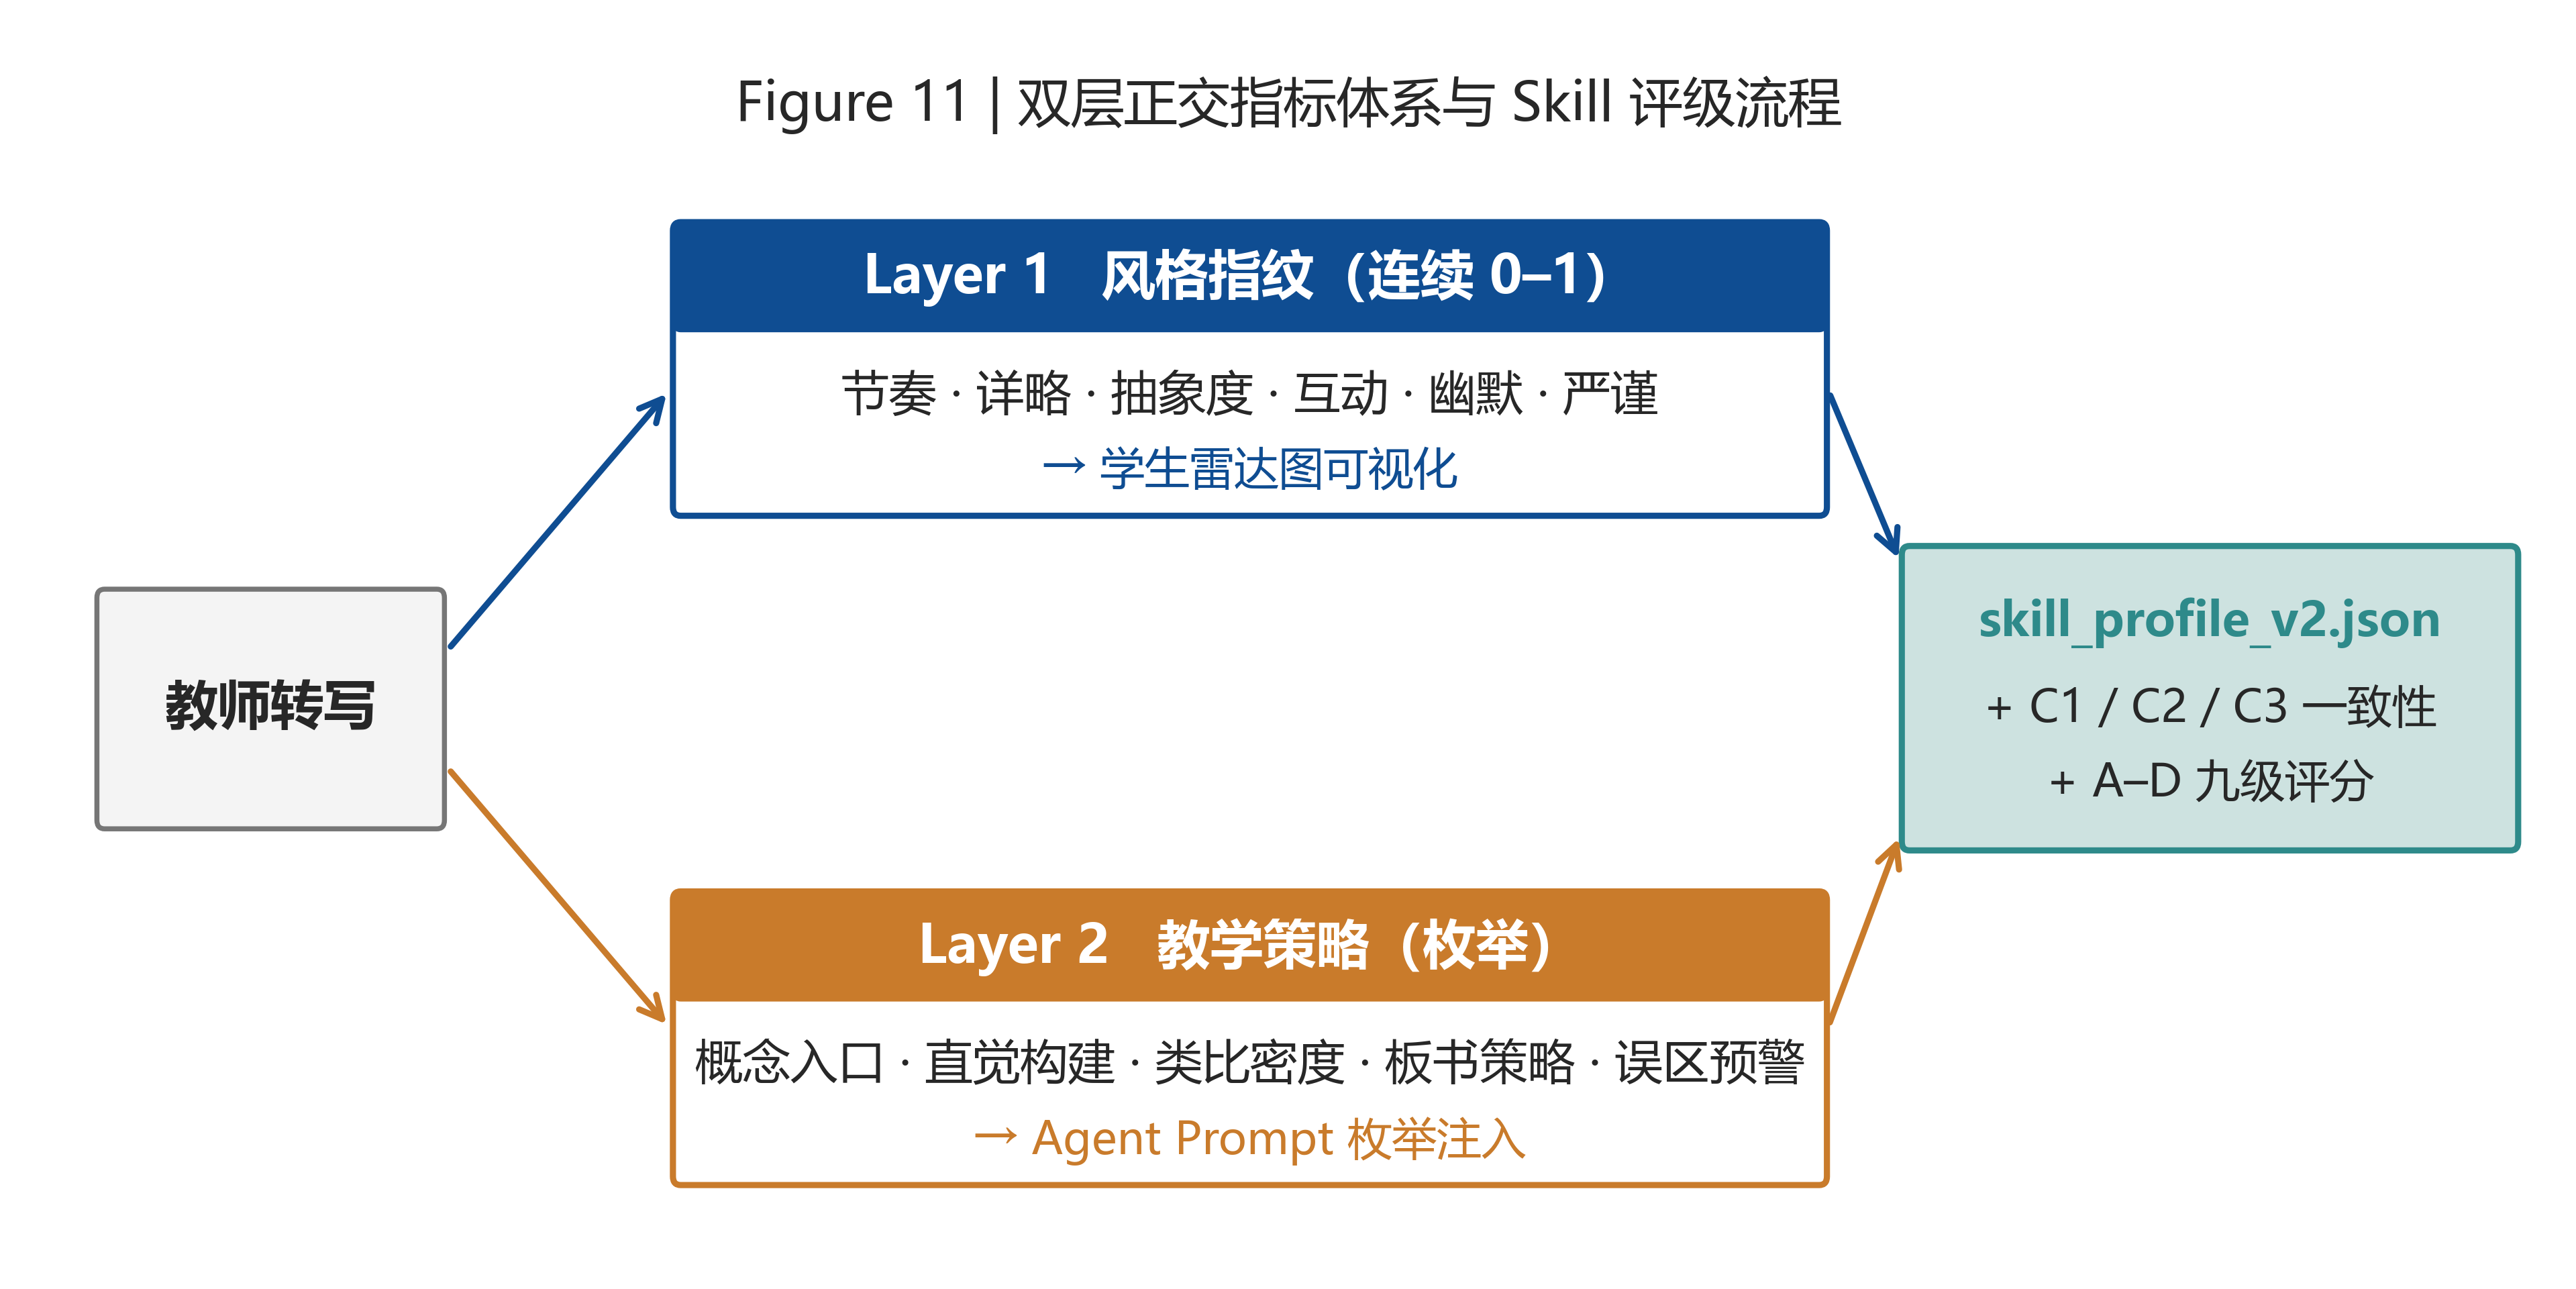 Figure 11 | 双层正交指标体系与 Skill 评级流程
Layer 1 风格指纹（连续 0–1）
节奏 · 详略 · 抽象度 · 互动 · 幽默 · 严谨
→ 学生雷达图可视化
教师转写
skill_profile_v2.json
+ C1 / C2 / C3 一致性
+ A–D 九级评分
Layer 2 教学策略（枚举）
概念入口 · 直觉构建 · 类比密度 · 板书策略 · 误区预警
→ Agent Prompt 枚举注入